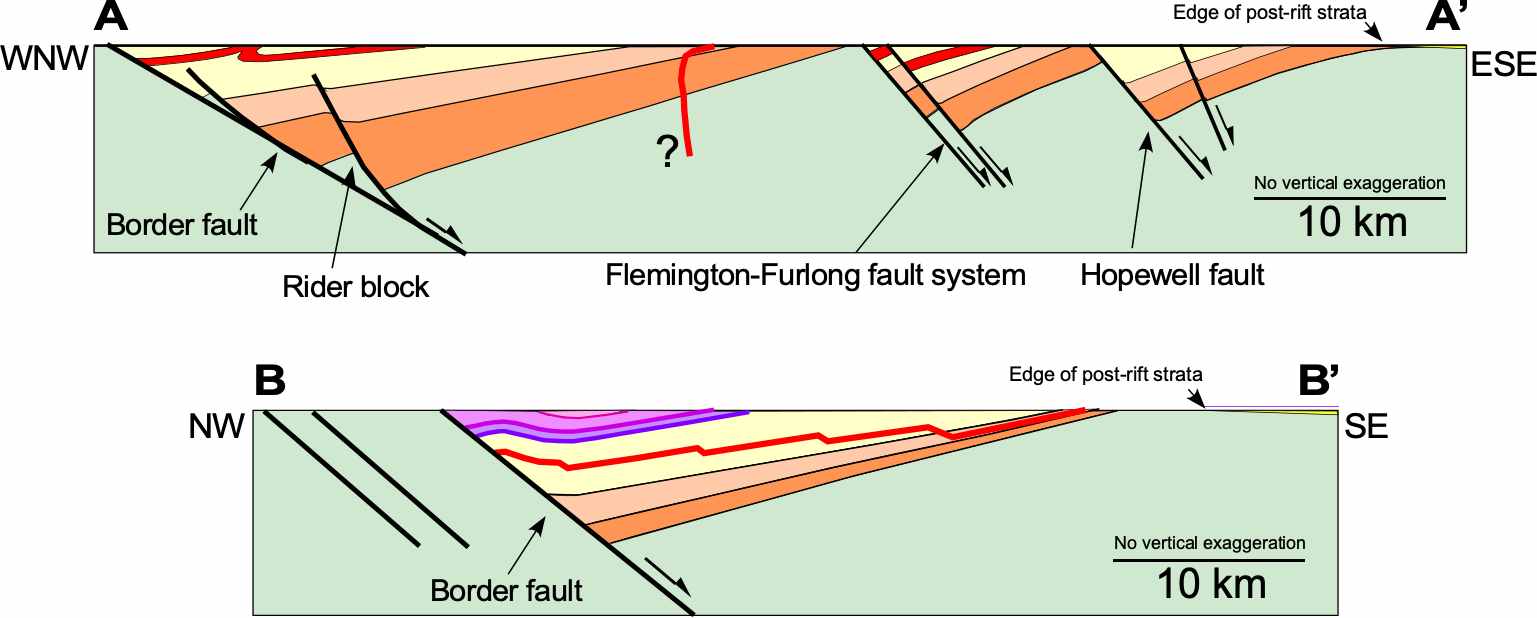 A
Edge of post-rift strata
A'
WNW
ESE
?
No vertical exaggeration
10 km
Border fault
Rider block
Flemington-Furlong fault system
Hopewell fault
B
Edge of post-rift strata
B'
NW
SE
No vertical exaggeration
10 km
Border fault